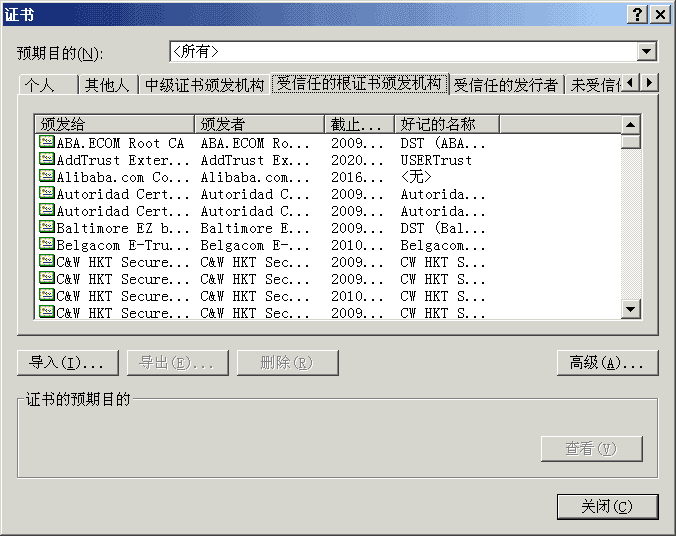 证书
预期目的(N):
<所有>
个人 其他人 中级证书颁发机构 受信任的根证书颁发机构 受信任的发行者 未受信
颁发给 颁发者 截止... 好记的名称
ABA.ECOM Root CA ABA.ECOM Ro... 2009... DST (ABA...
AddTrust Exter... AddTrust Ex... 2020... USERTrust
Alibaba.com Co... Alibaba.com... 2016... <无>
Autoridad Cert... Autoridad C... 2009... Autorida...
Autoridad Cert... Autoridad C... 2009... Autorida...
Baltimore EZ b... Baltimore E... 2009... DST (Bal...
Belgacom E-Tru... Belgacom E-... 2010... Belgacom...
C&W HKT Secure... C&W HKT Sec... 2009... CW HKT S...
C&W HKT Secure... C&W HKT Sec... 2009... CW HKT S...
C&W HKT Secure... C&W HKT Sec... 2010... CW HKT S...
C&W HKT Secure... C&W HKT Sec... 2009... CW HKT S...
导入(I)... 导出(E)... 删除(R) 高级(A)...
证书的预期目的
查看(V)
关闭(C)